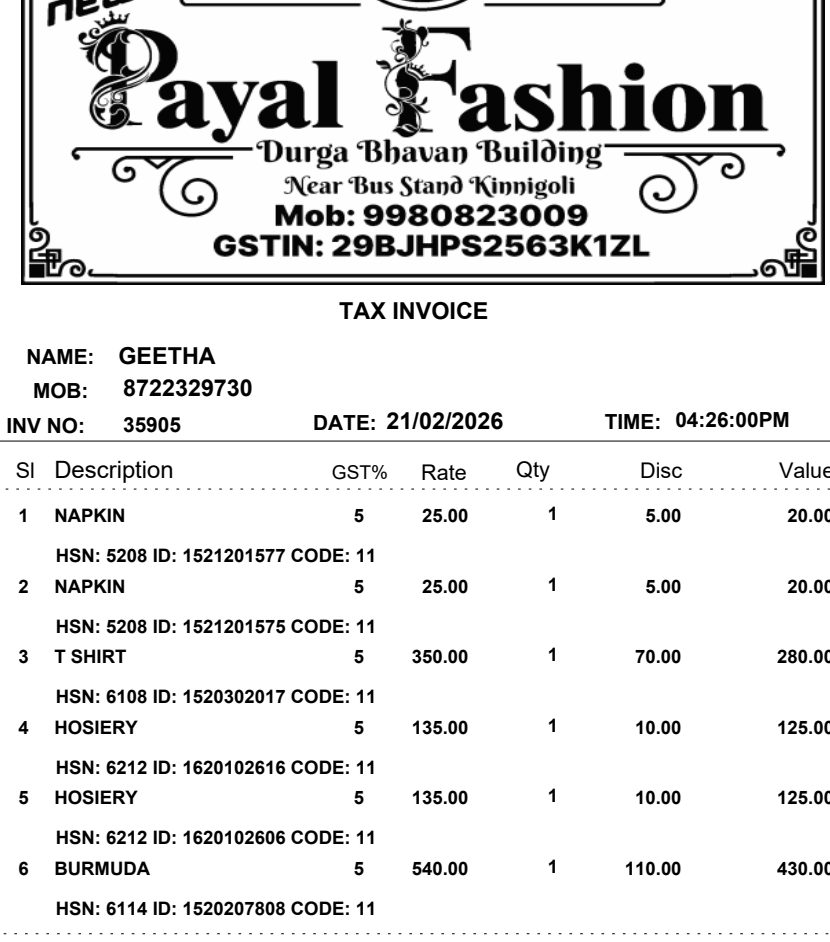 new
Payal Fashion
Durga Bhavan Building
Near Bus Stand Kinnigoli
Mob: 9980823009
GSTIN: 29BJHPS2563K1ZL
TAX INVOICE
NAME: GEETHA
MOB: 8722329730
INV NO: 35905 DATE: 21/02/2026 TIME: 04:26:00PM
Sl Description GST% Rate Qty Disc Value
1 NAPKIN 5 25.00 1 5.00 20.00
HSN: 5208 ID: 1521201577 CODE: 11
2 NAPKIN 5 25.00 1 5.00 20.00
HSN: 5208 ID: 1521201575 CODE: 11
3 T SHIRT 5 350.00 1 70.00 280.00
HSN: 6108 ID: 1520302017 CODE: 11
4 HOSIERY 5 135.00 1 10.00 125.00
HSN: 6212 ID: 1620102616 CODE: 11
5 HOSIERY 5 135.00 1 10.00 125.00
HSN: 6212 ID: 1620102606 CODE: 11
6 BURMUDA 5 540.00 1 110.00 430.00
HSN: 6114 ID: 1520207808 CODE: 11